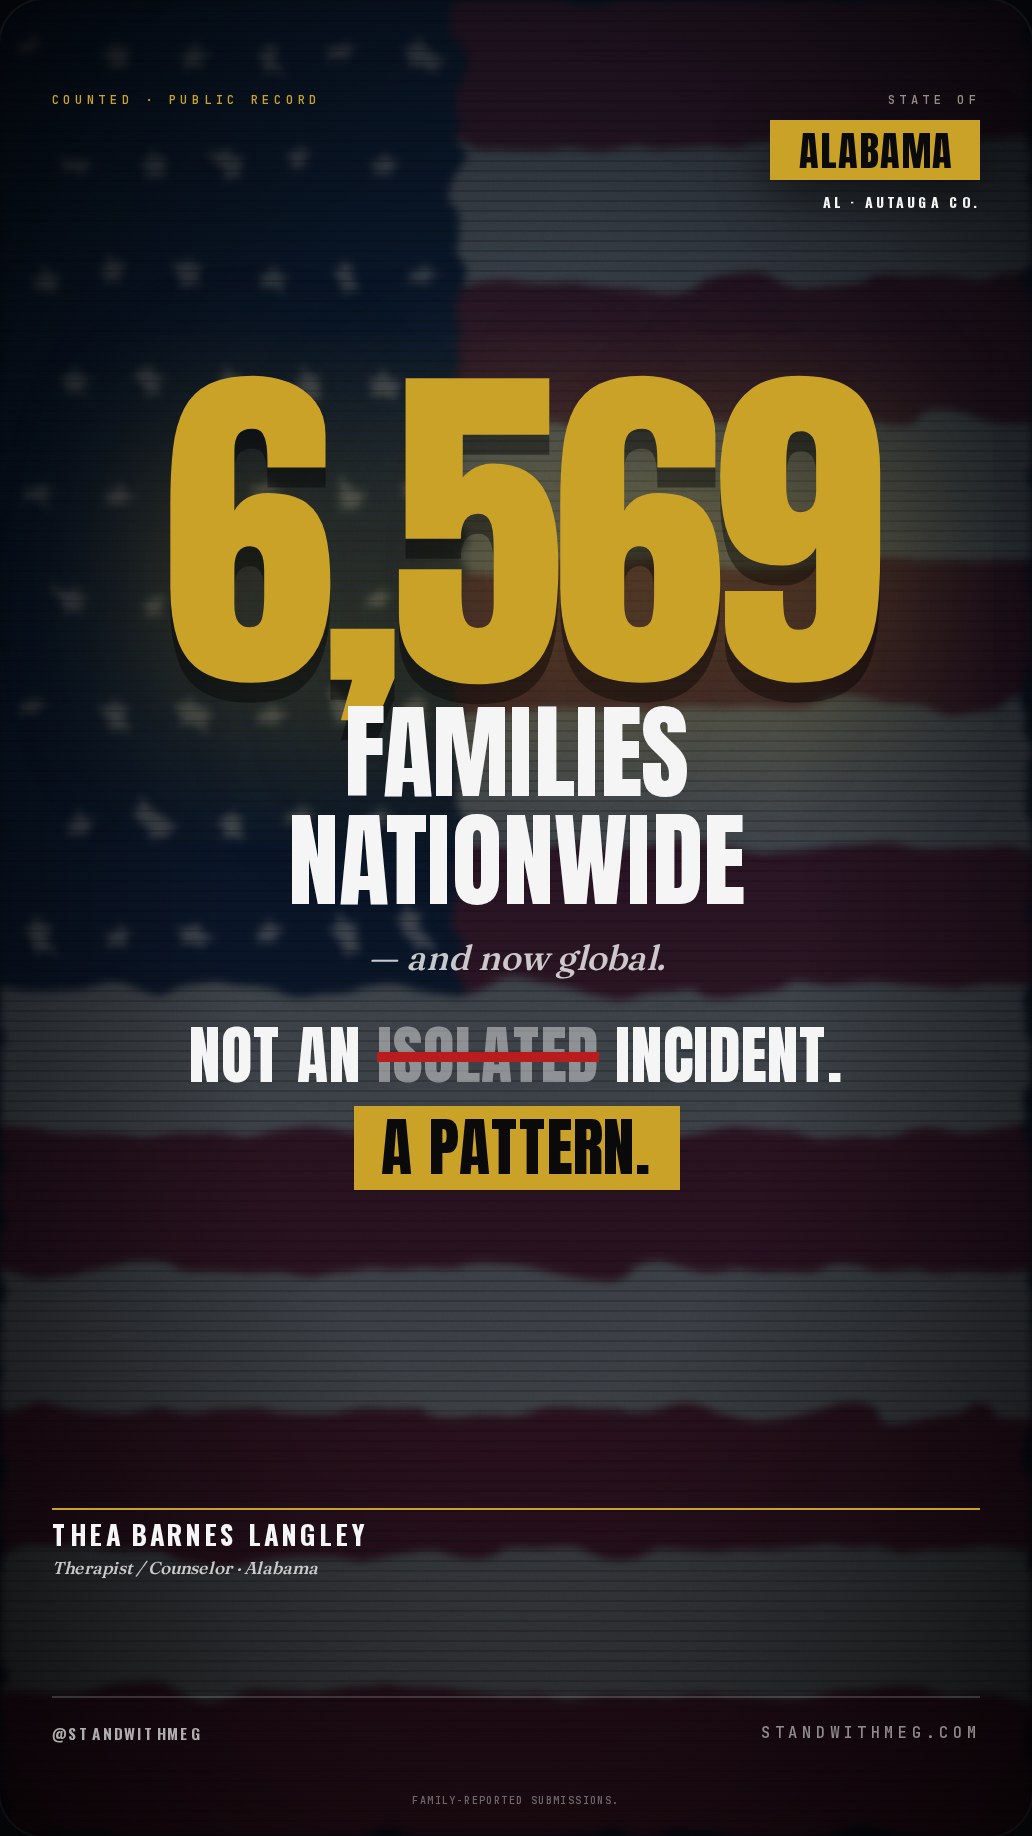 COUNTED · PUBLIC RECORD
STATE OF
ALABAMA
AL · AUTAUGA CO.
6,569
FAMILIES
NATIONWIDE
— and now global.
NOT AN ISOLATED INCIDENT.
A PATTERN.
THEA BARNES LANGLEY
Therapist / Counselor · Alabama
@STANDWITHMEG
STANDWITHMEG.COM
FAMILY-REPORTED SUBMISSIONS.